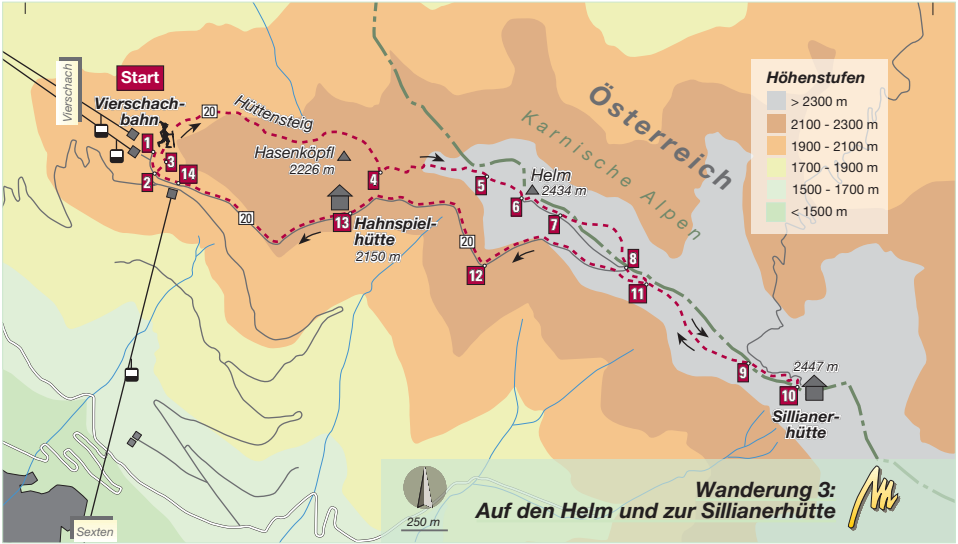 Vierschach
Start
Vierschach-
bahn
20
Hüttensteig
Hasenköpfl
2226 m
Österreich
Karnische Alpen
Helm
2434 m
Höhenstufen
> 2300 m
2100 - 2300 m
1900 - 2100 m
1700 - 1900 m
1500 - 1700 m
< 1500 m
1
2
3
14
4
5
6
7
8
11
9
10
2447 m
Sillianer-
hütte
20
13
Hahnspiel-
hütte
2150 m
20
12
Sexten
250 m
Wanderung 3:
Auf den Helm und zur Sillianerhütte